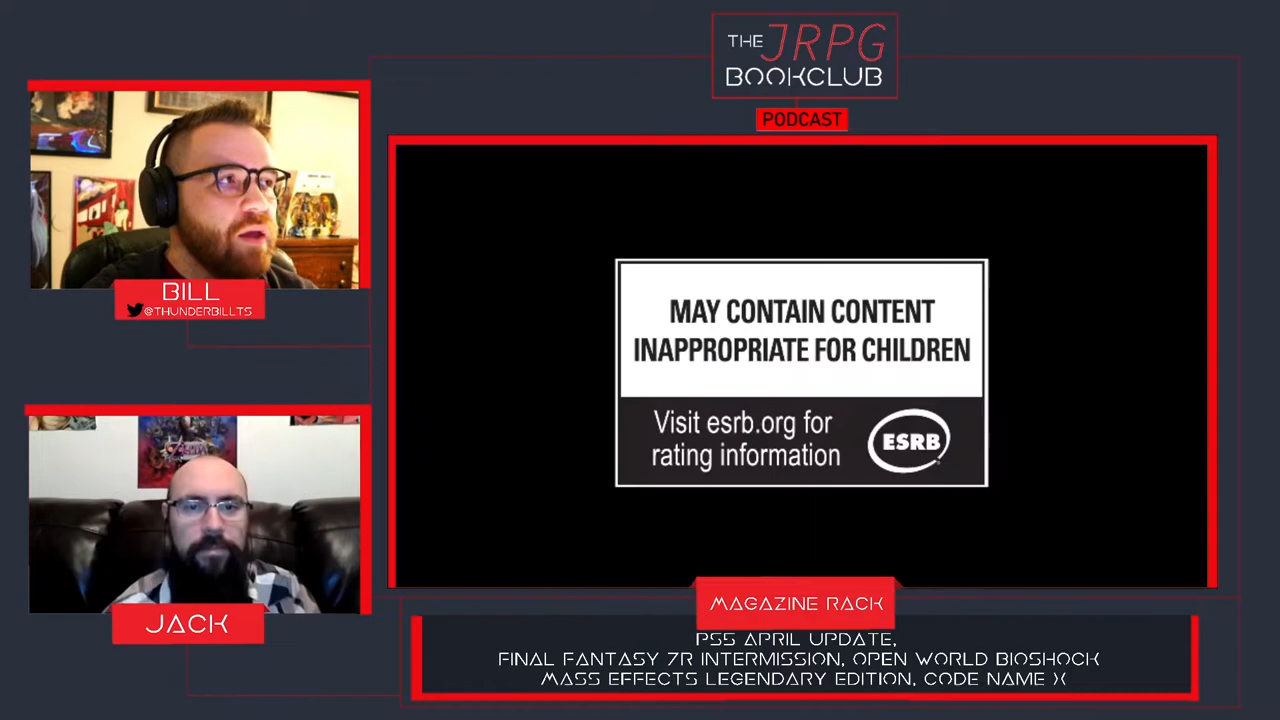 THE JRPG
BOOKCLUB
PODCAST
BILL
@THUNDERBILLTS
MAY CONTAIN CONTENT
INAPPROPRIATE FOR CHILDREN
Visit esrb.org for
rating information
ESRB
JACK
MAGAZINE RACK
PS5 APRIL UPDATE,
FINAL FANTASY 7R INTERMISSION, OPEN WORLD BIOSHOCK
MASS EFFECTS LEGENDARY EDITION, CODE NAME X